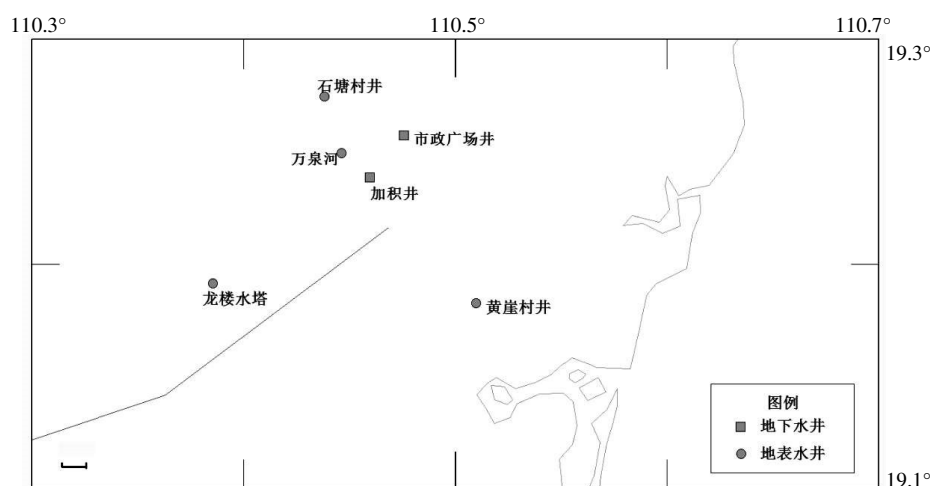 110.3° 110.5° 110.7°
19.3°
石塘村井
市政广场井
万泉河
加积井
龙楼水塔
黄崖村井
图例
地下水井
地表水井
19.1°